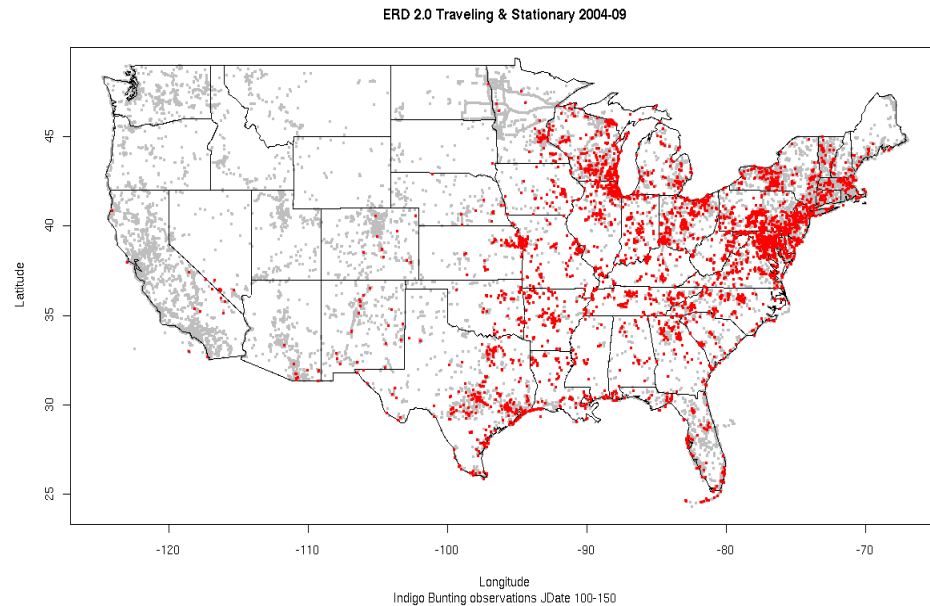 ERD 2.0 Traveling & Stationary 2004-09
Latitude
45
40
35
30
25
-120 -110 -100 -90 -80 -70
Longitude
Indigo Bunting observations JDate 100-150